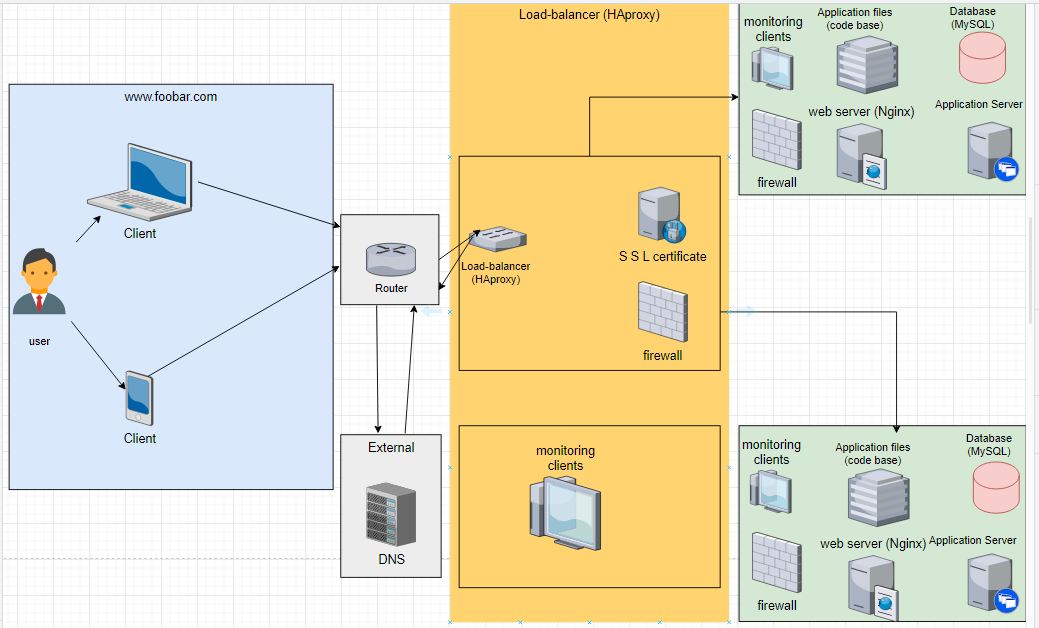 Load-balancer (HAproxy)
www.foobar.com
Client
user
Client
Router
External
DNS
Load-balancer
(HAproxy)
S S L certificate
firewall
monitoring
clients
monitoring
clients
Application files
(code base)
Database
(MySQL)
web server (Nginx)
Application Server
firewall
monitoring
clients
Application files
(code base)
Database
(MySQL)
web server (Nginx)
Application Server
firewall